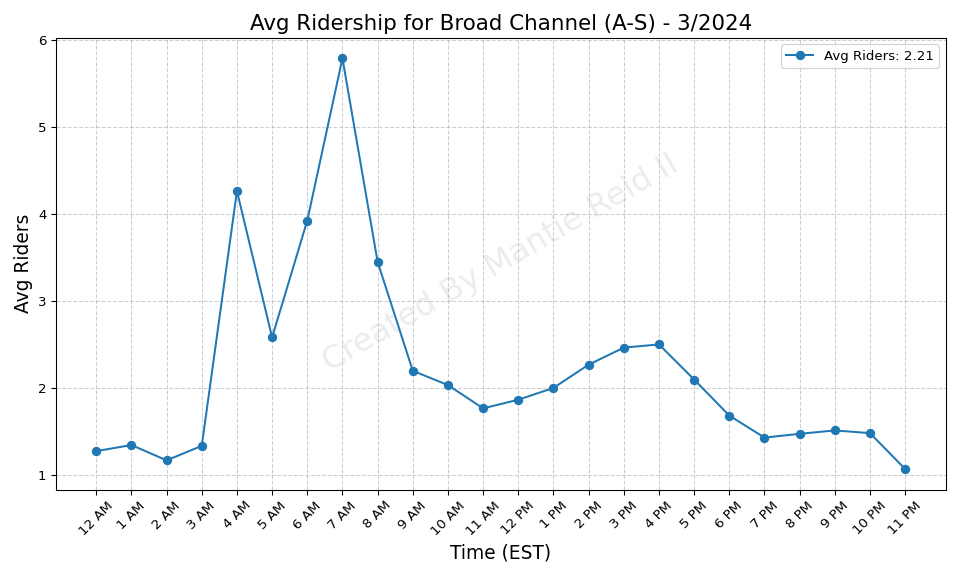 Avg Ridership for Broad Channel (A-S) - 3/2024
Avg Riders: 2.21
Avg Riders
6
5
4
3
2
1
Created By Mantie Reid II
12 AM
1 AM
2 AM
3 AM
4 AM
5 AM
6 AM
7 AM
8 AM
9 AM
10 AM
11 AM
12 PM
1 PM
2 PM
3 PM
4 PM
5 PM
6 PM
7 PM
8 PM
9 PM
10 PM
11 PM
Time (EST)